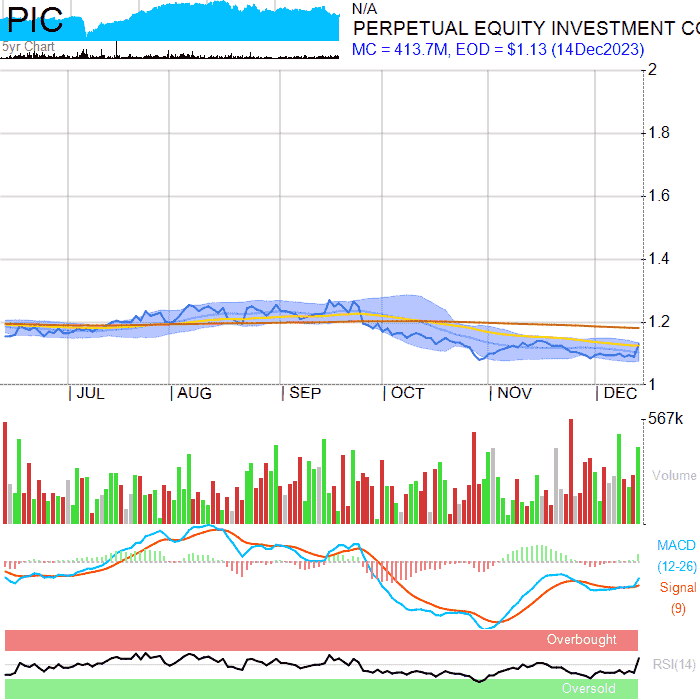 PIC
5yr Chart
N/A
PERPETUAL EQUITY INVESTMENT CO
MC = 413.7M, EOD = $1.13 (14Dec2023)
2
1.8
1.6
1.4
1.2
1
JUL AUG SEP OCT NOV DEC
567k
Volume
MACD
(12-26)
Signal
(9)
Overbought
RSI(14)
Oversold